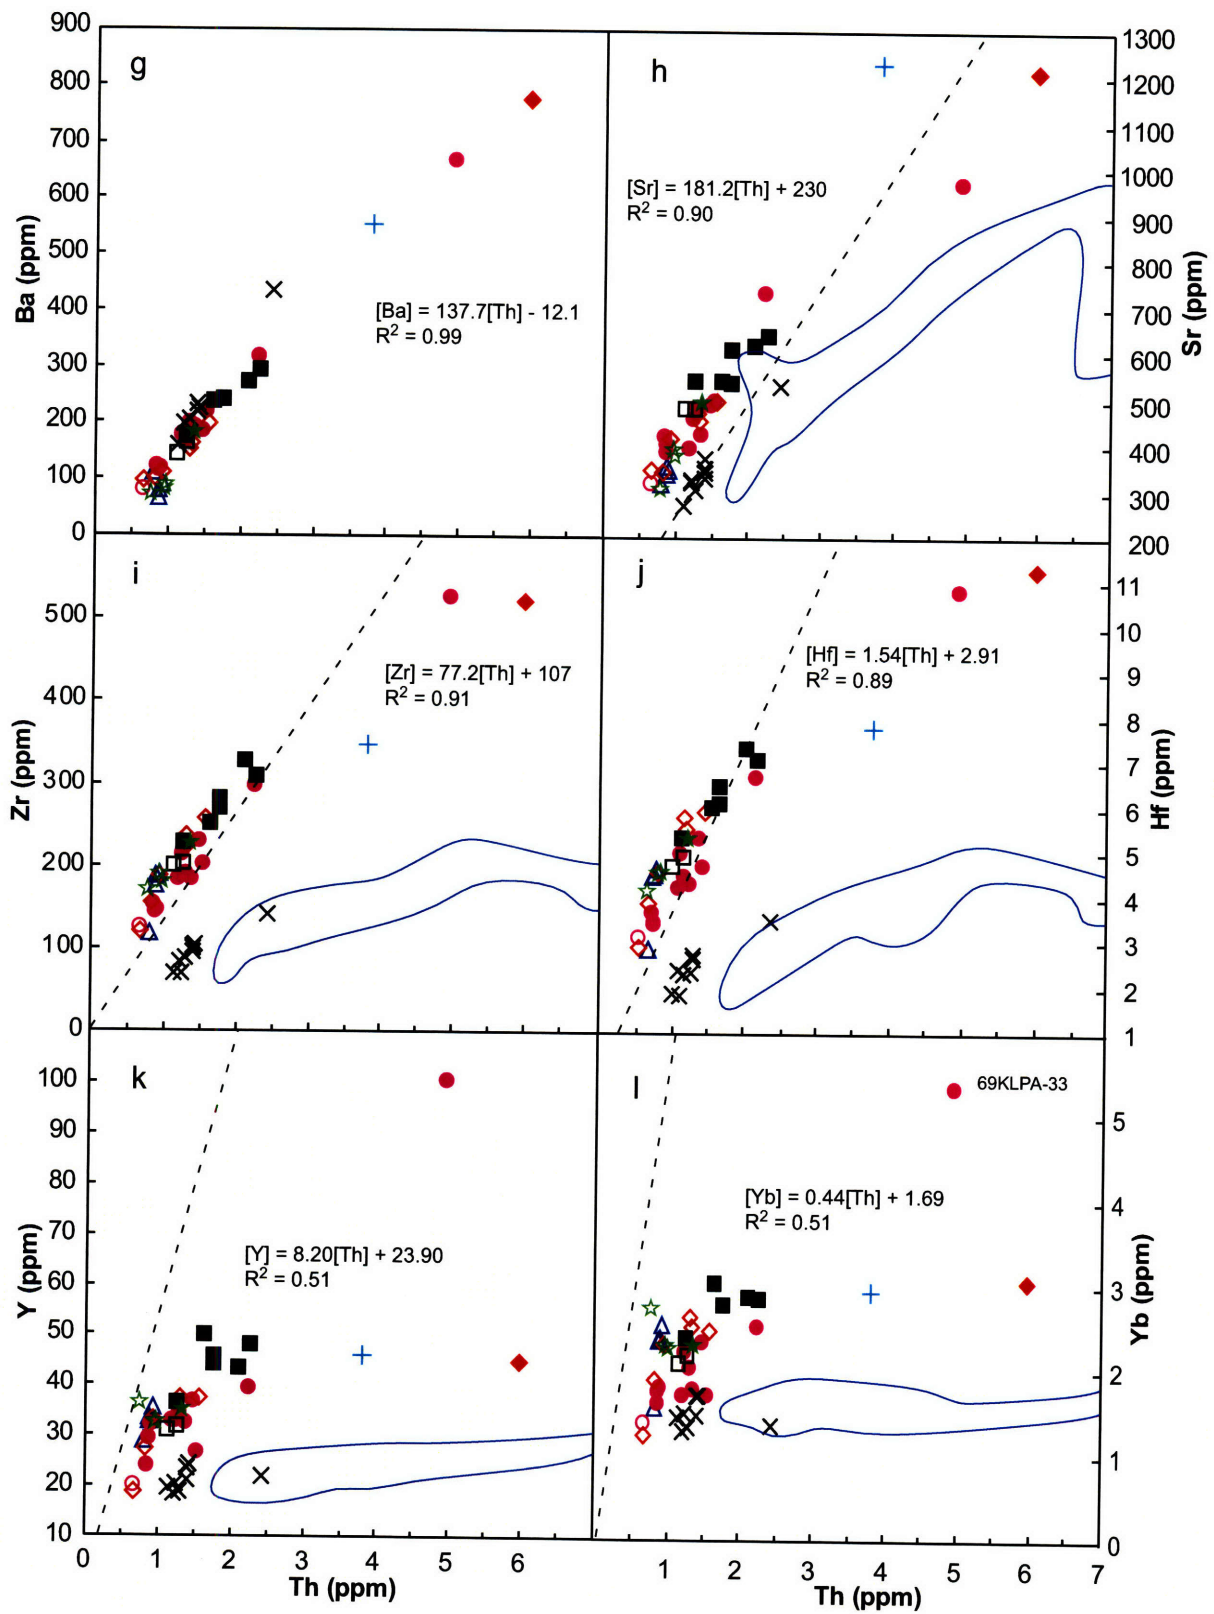 900
800
700
600
500
400
300
200
100
0
Ba (ppm)
g
[Ba] = 137.7[Th] - 12.1
R2 = 0.99
h
[Sr] = 181.2[Th] + 230
R2 = 0.90
1300
1200
1100
1000
900
800
700
600
500
400
300
200
Sr (ppm)
i
500
400
300
200
100
0
Zr (ppm)
[Zr] = 77.2[Th] + 107
R2 = 0.91
j
[Hf] = 1.54[Th] + 2.91
R2 = 0.89
11
10
9
8
7
6
5
4
3
2
1
Hf (ppm)
k
100
90
80
70
60
50
40
30
20
10
Y (ppm)
[Y] = 8.20[Th] + 23.90
R2 = 0.51
0 1 2 3 4 5 6
Th (ppm)
l
69KLPA-33
[Yb] = 0.44[Th] + 1.69
R2 = 0.51
5
4
3
2
1
0
Yb (ppm)
1 2 3 4 5 6 7
Th (ppm)